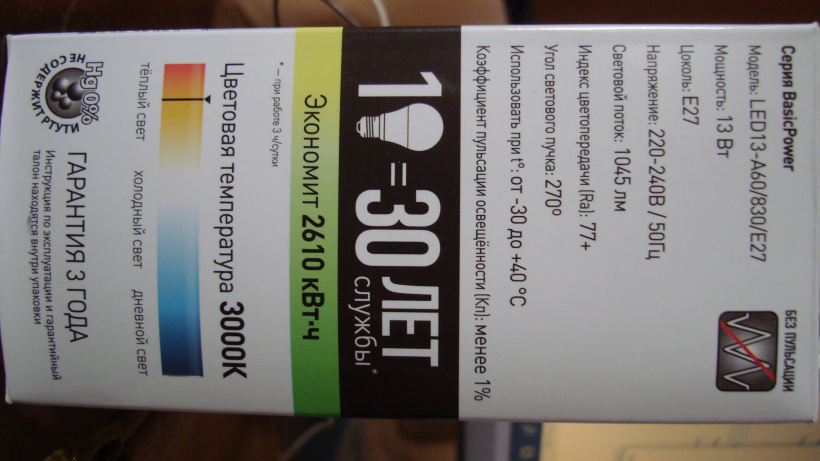 Серия BasicPower
Модель: LED13-A60/830/E27
Мощность: 13 Вт
Цоколь: E27
Напряжение: 220-240В / 50Гц
Световой поток: 1045 лм
Индекс цветопередачи (Ra): 77+
Угол светового пучка: 270°
Использовать при t°: от -30 до +40 °C
Коэффициент пульсации освещённости (Кп): менее 1%
БЕЗ ПУЛЬСАЦИИ
1 = 30 ЛЕТ
службы*
Экономит 2610 кВт·ч
* — при работе 3 ч/сутки
Цветовая температура 3000K
тёплый свет холодный свет дневной свет
Hg 0%
НЕ СОДЕРЖИТ РТУТИ
ГАРАНТИЯ 3 ГОДА
Инструкция по эксплуатации и гарантийный
талон находятся внутри упаковки